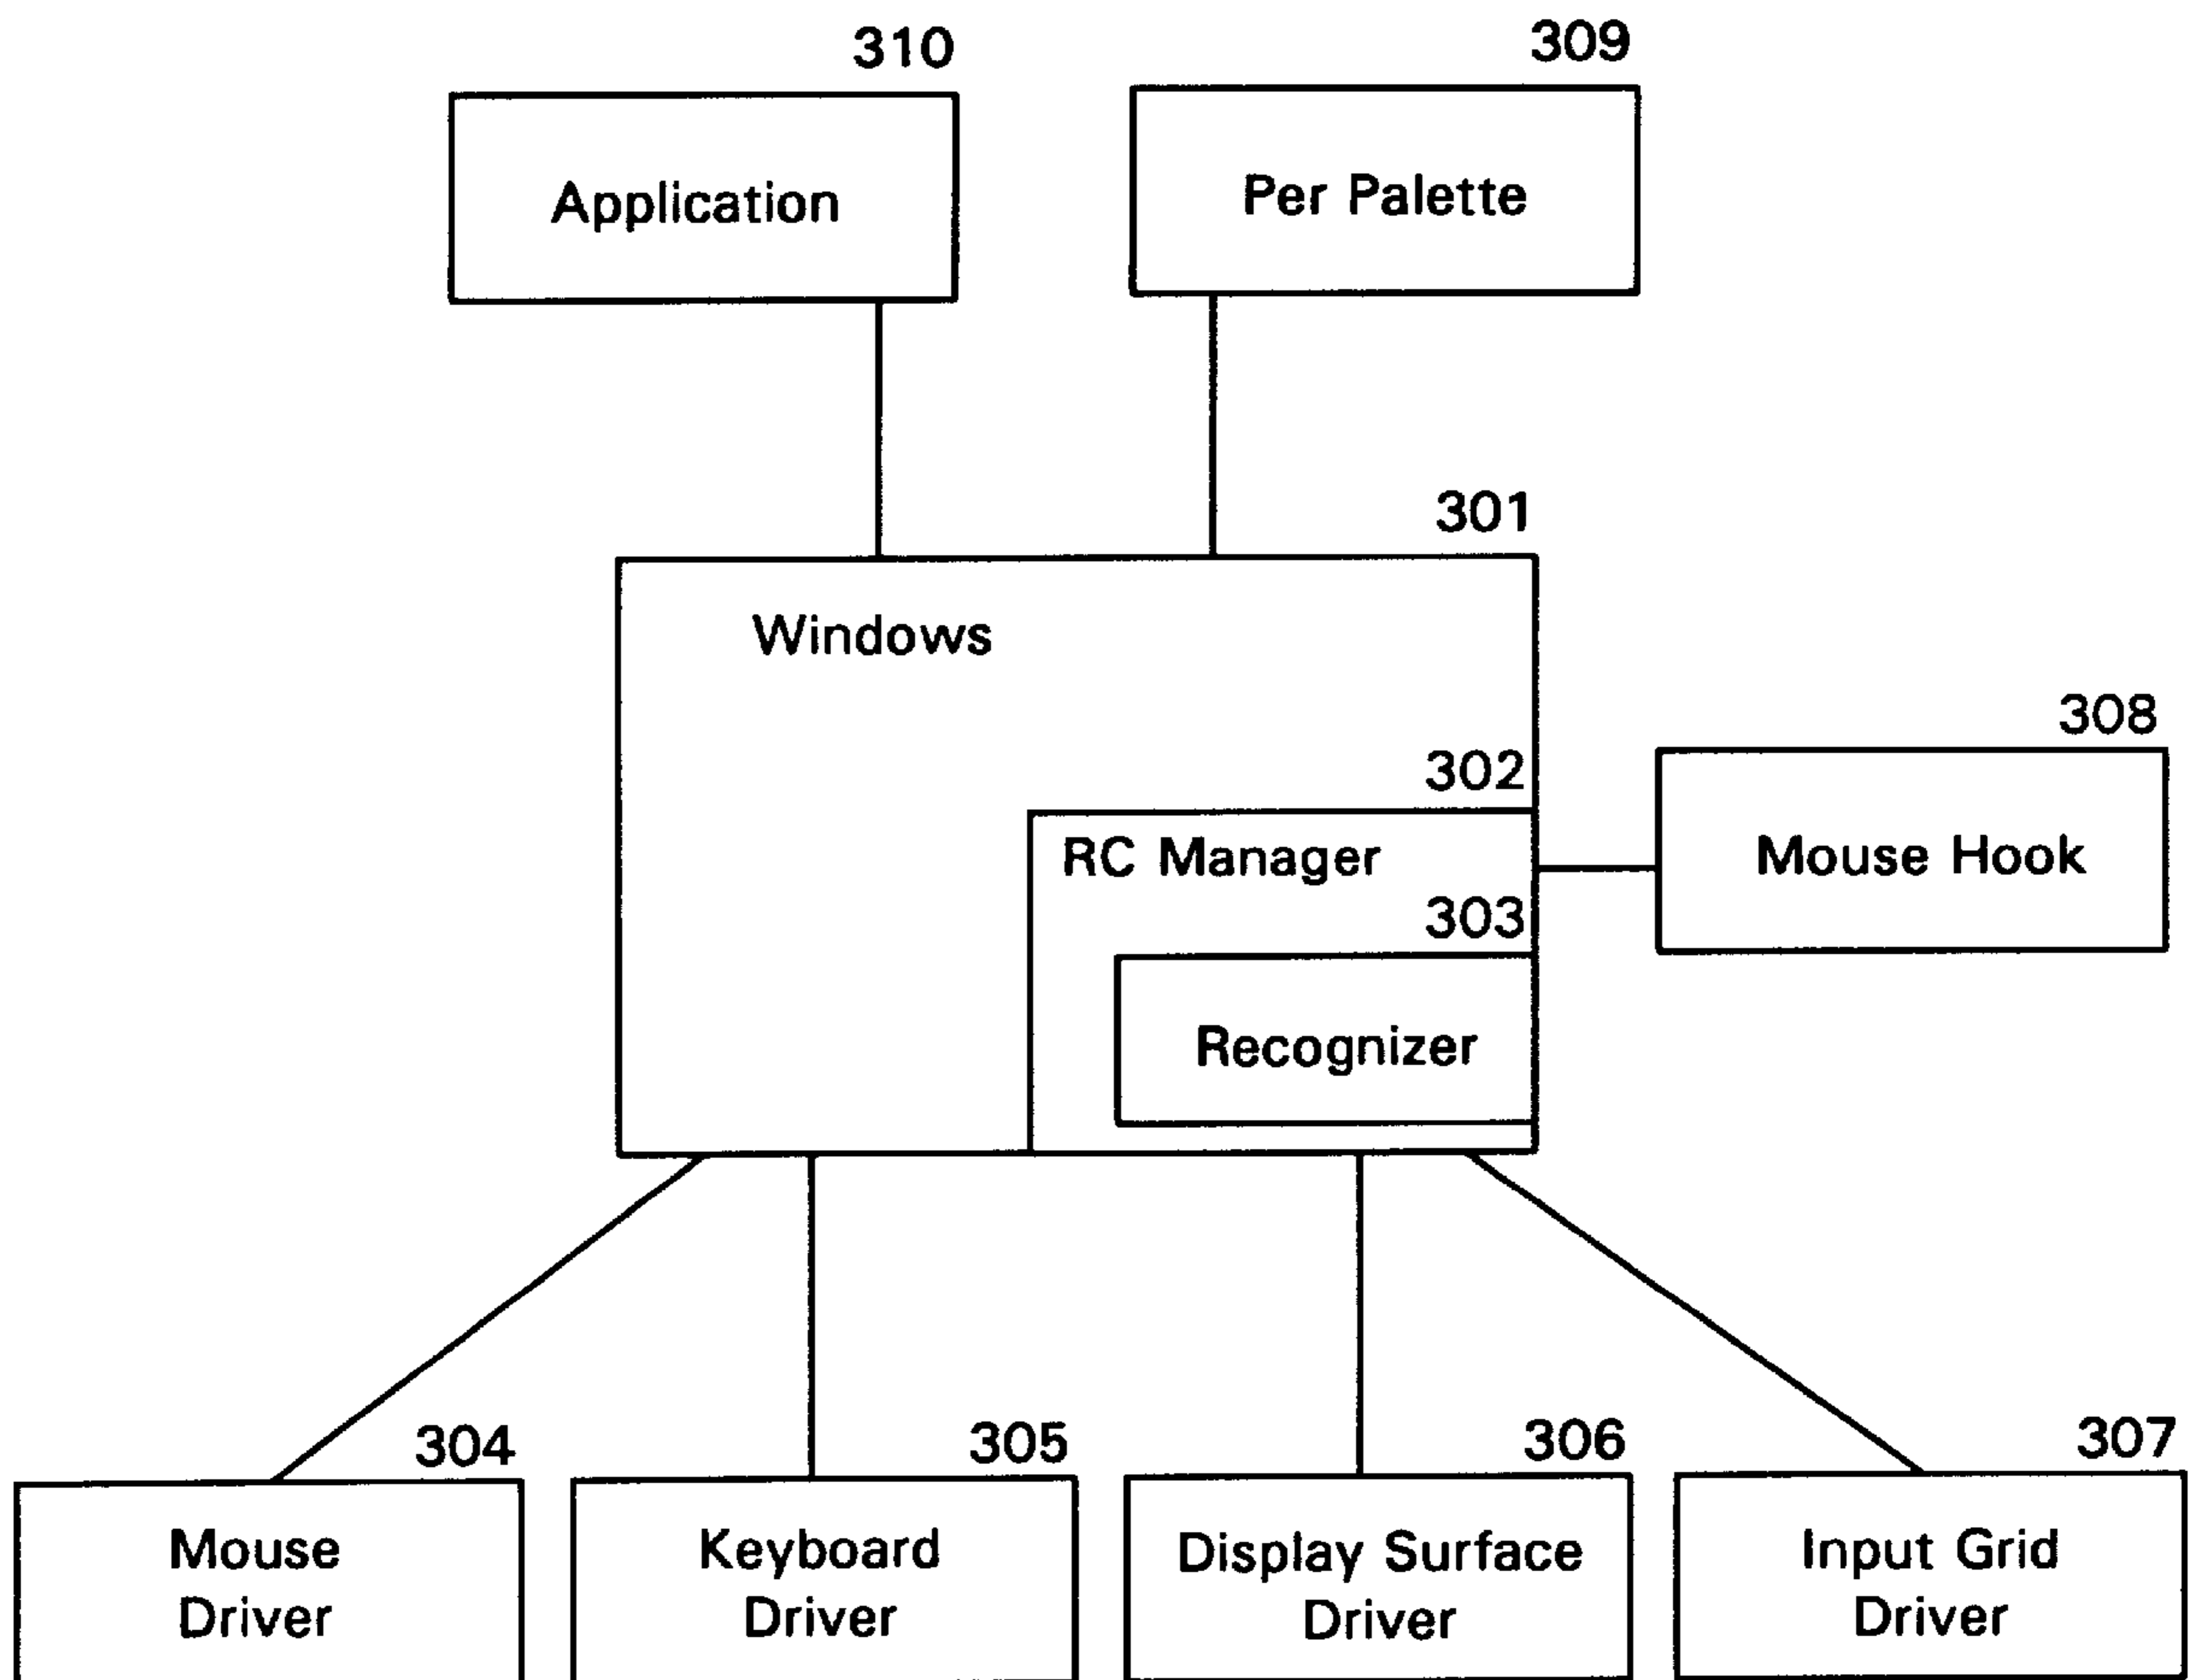 310
309
Application
Per Palette
301
Windows
308
302
RC Manager
Mouse Hook
303
Recognizer
304
305
306
307
Mouse
Driver
Keyboard
Driver
Display Surface
Driver
Input Grid
Driver